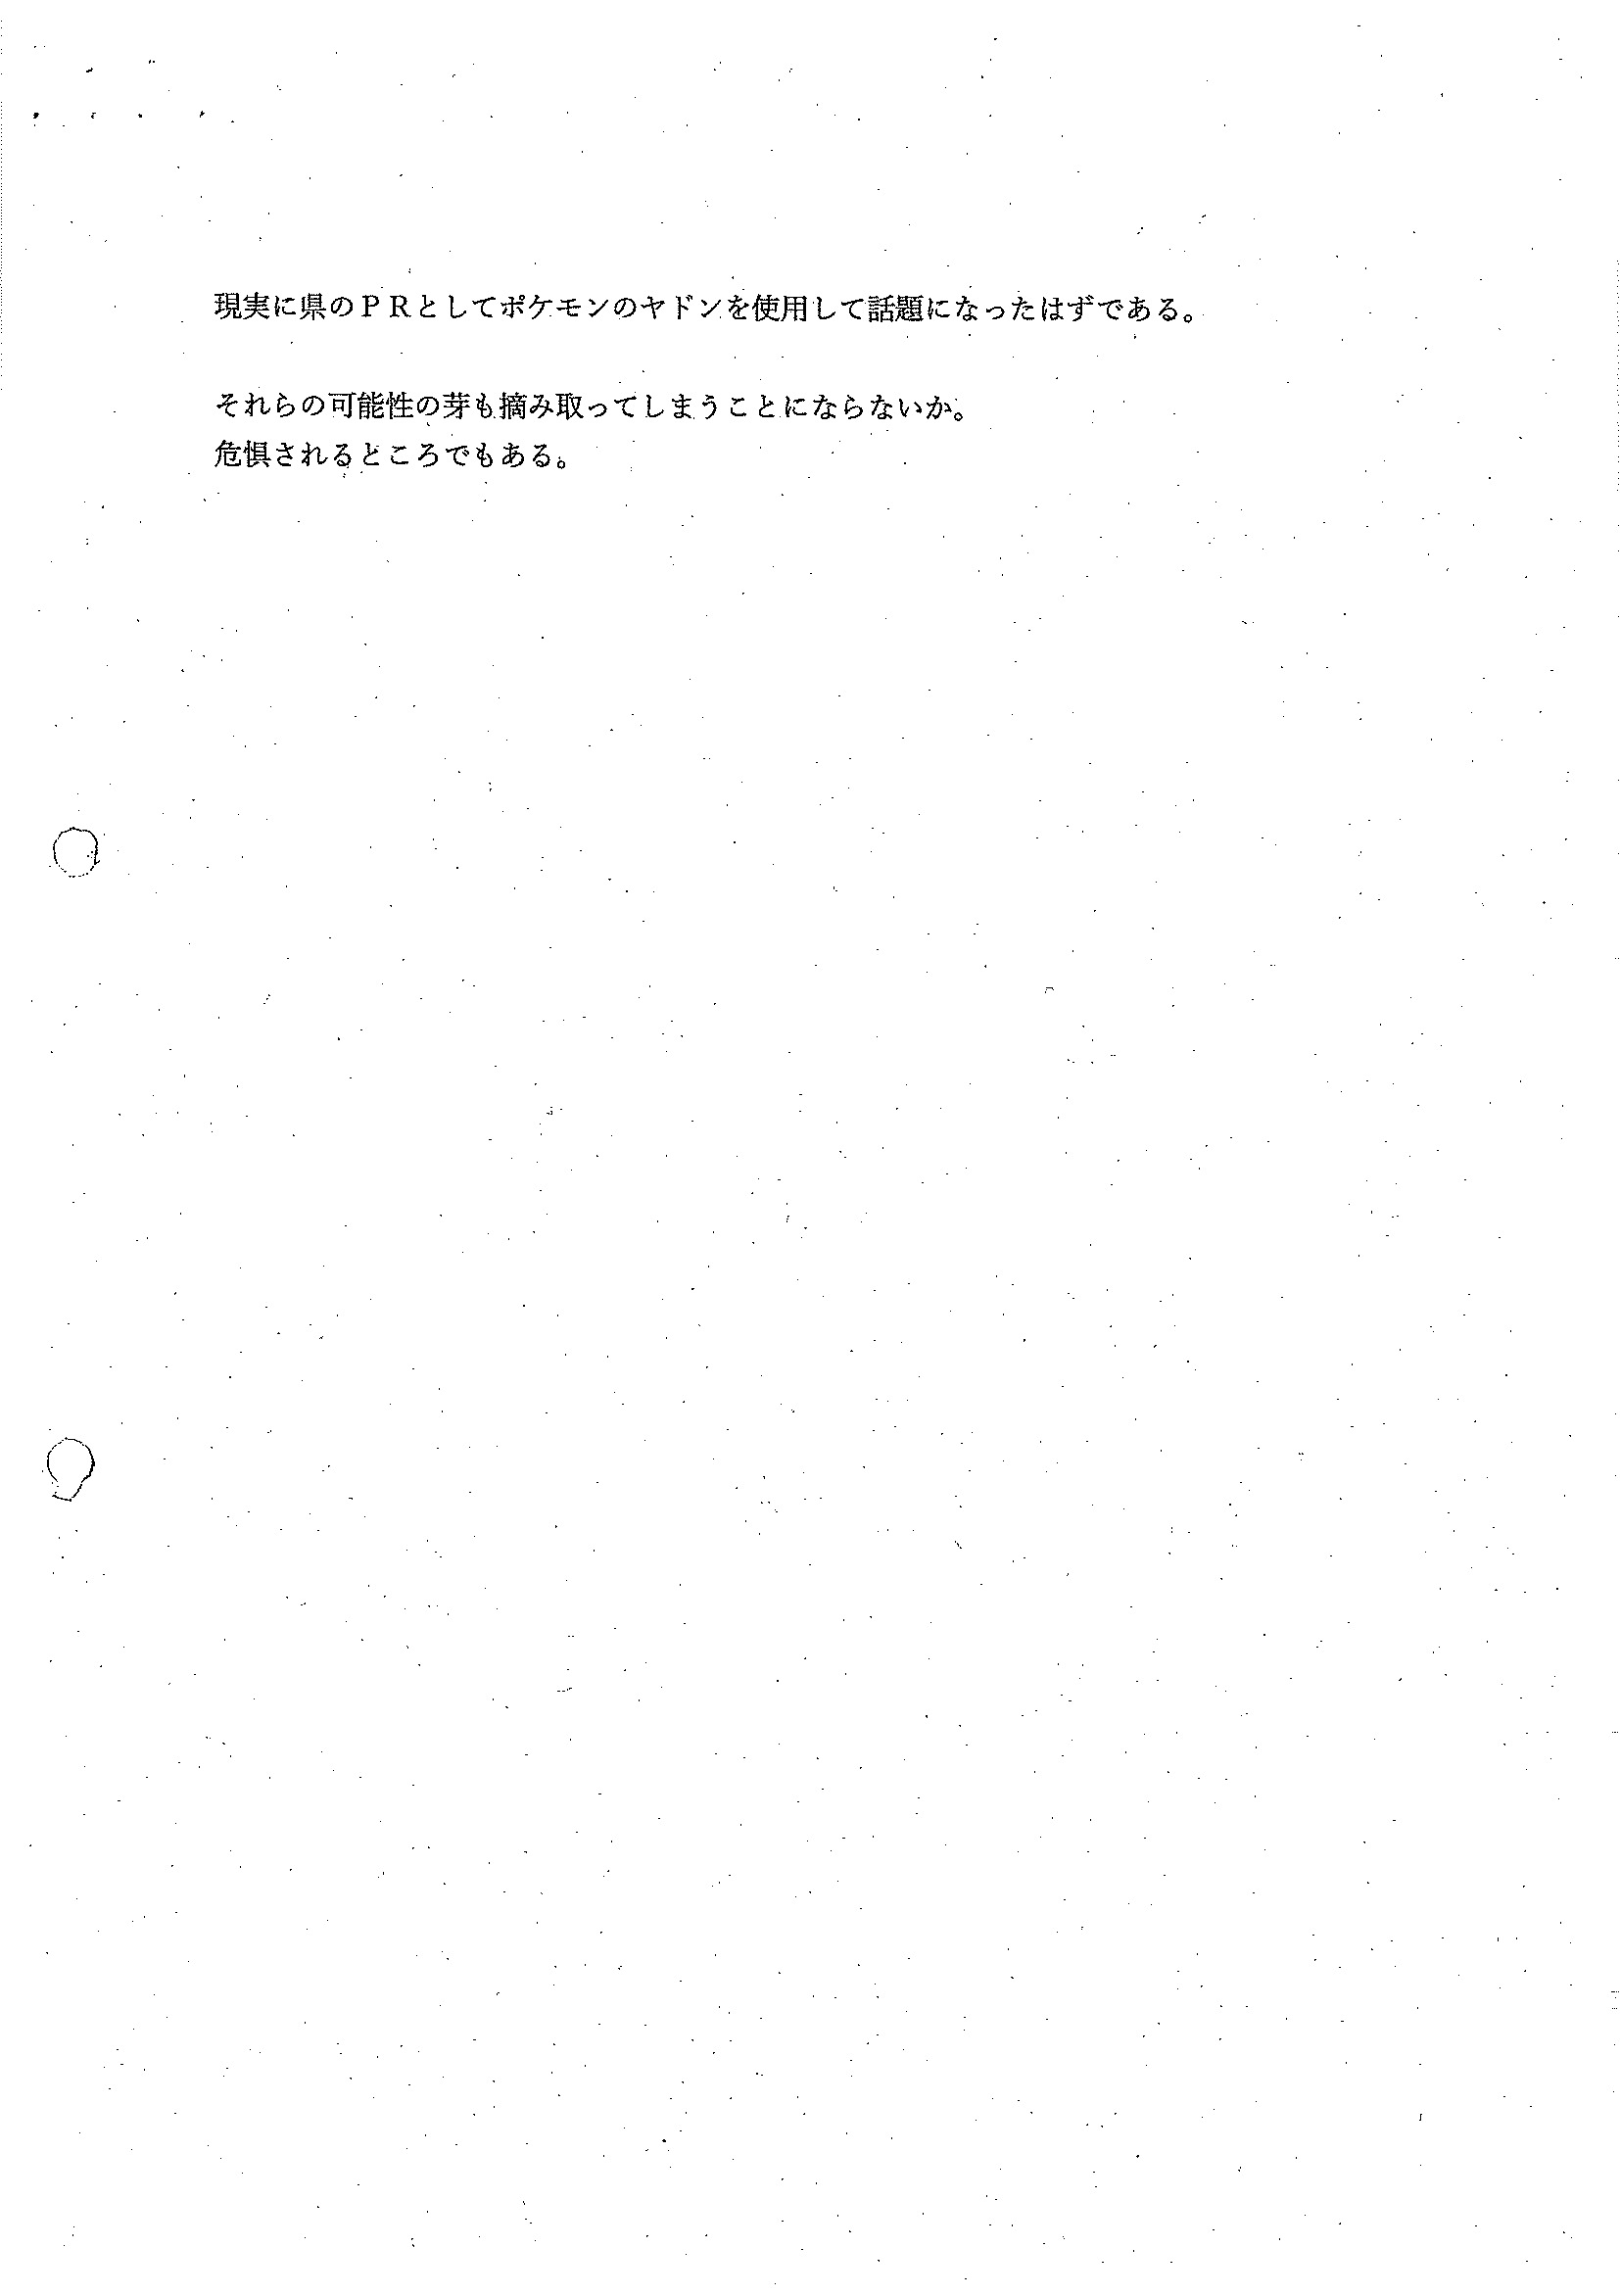 現実に県のＰＲとしてポケモンのヤドンを使用して話題になったはずである。
それらの可能性の芽も摘み取ってしまうことにならないか。
危惧されるところでもある。